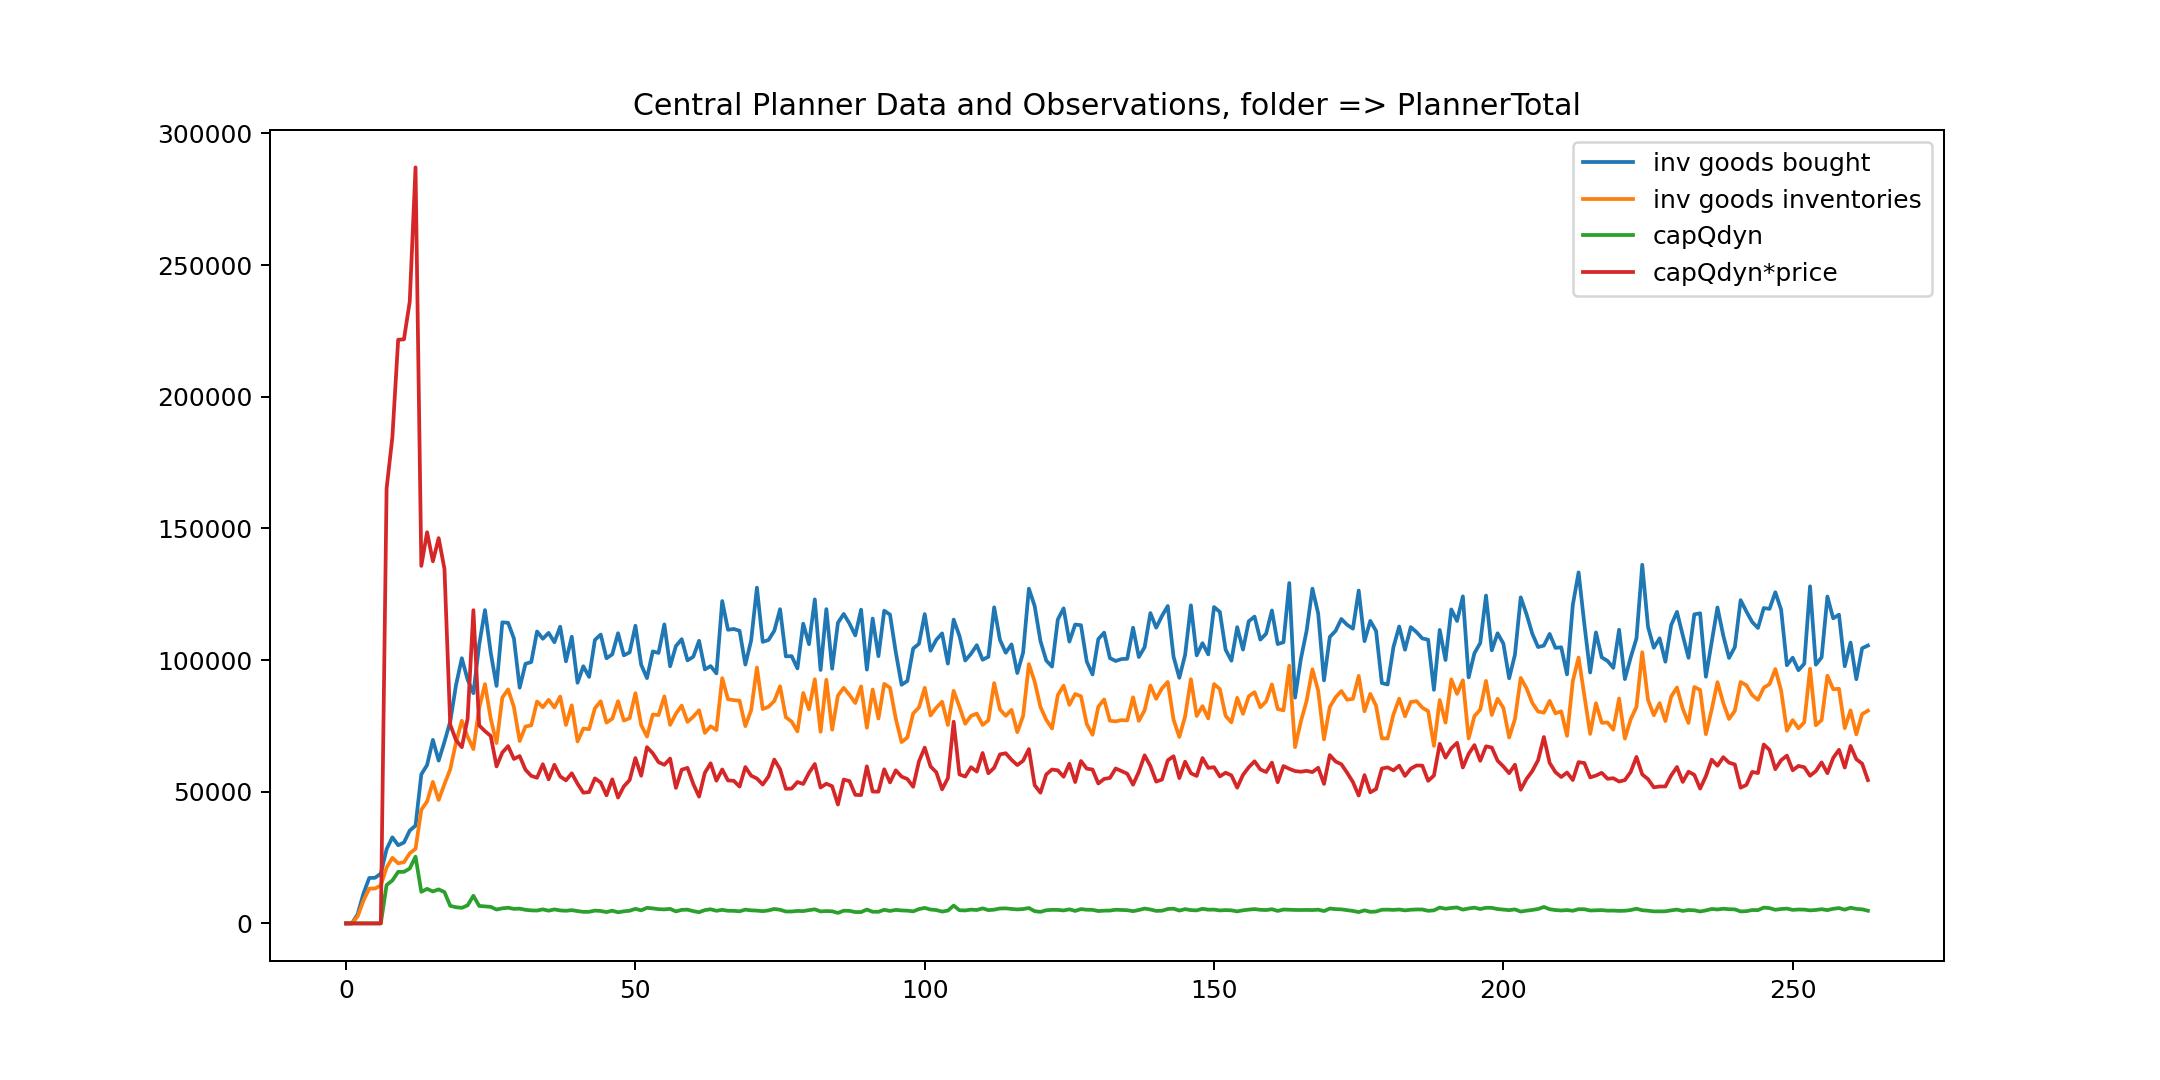 Central Planner Data and Observations, folder => PlannerTotal
300000
250000
200000
150000
100000
50000
0
inv goods bought
inv goods inventories
capQdyn
capQdyn*price
0 50 100 150 200 250